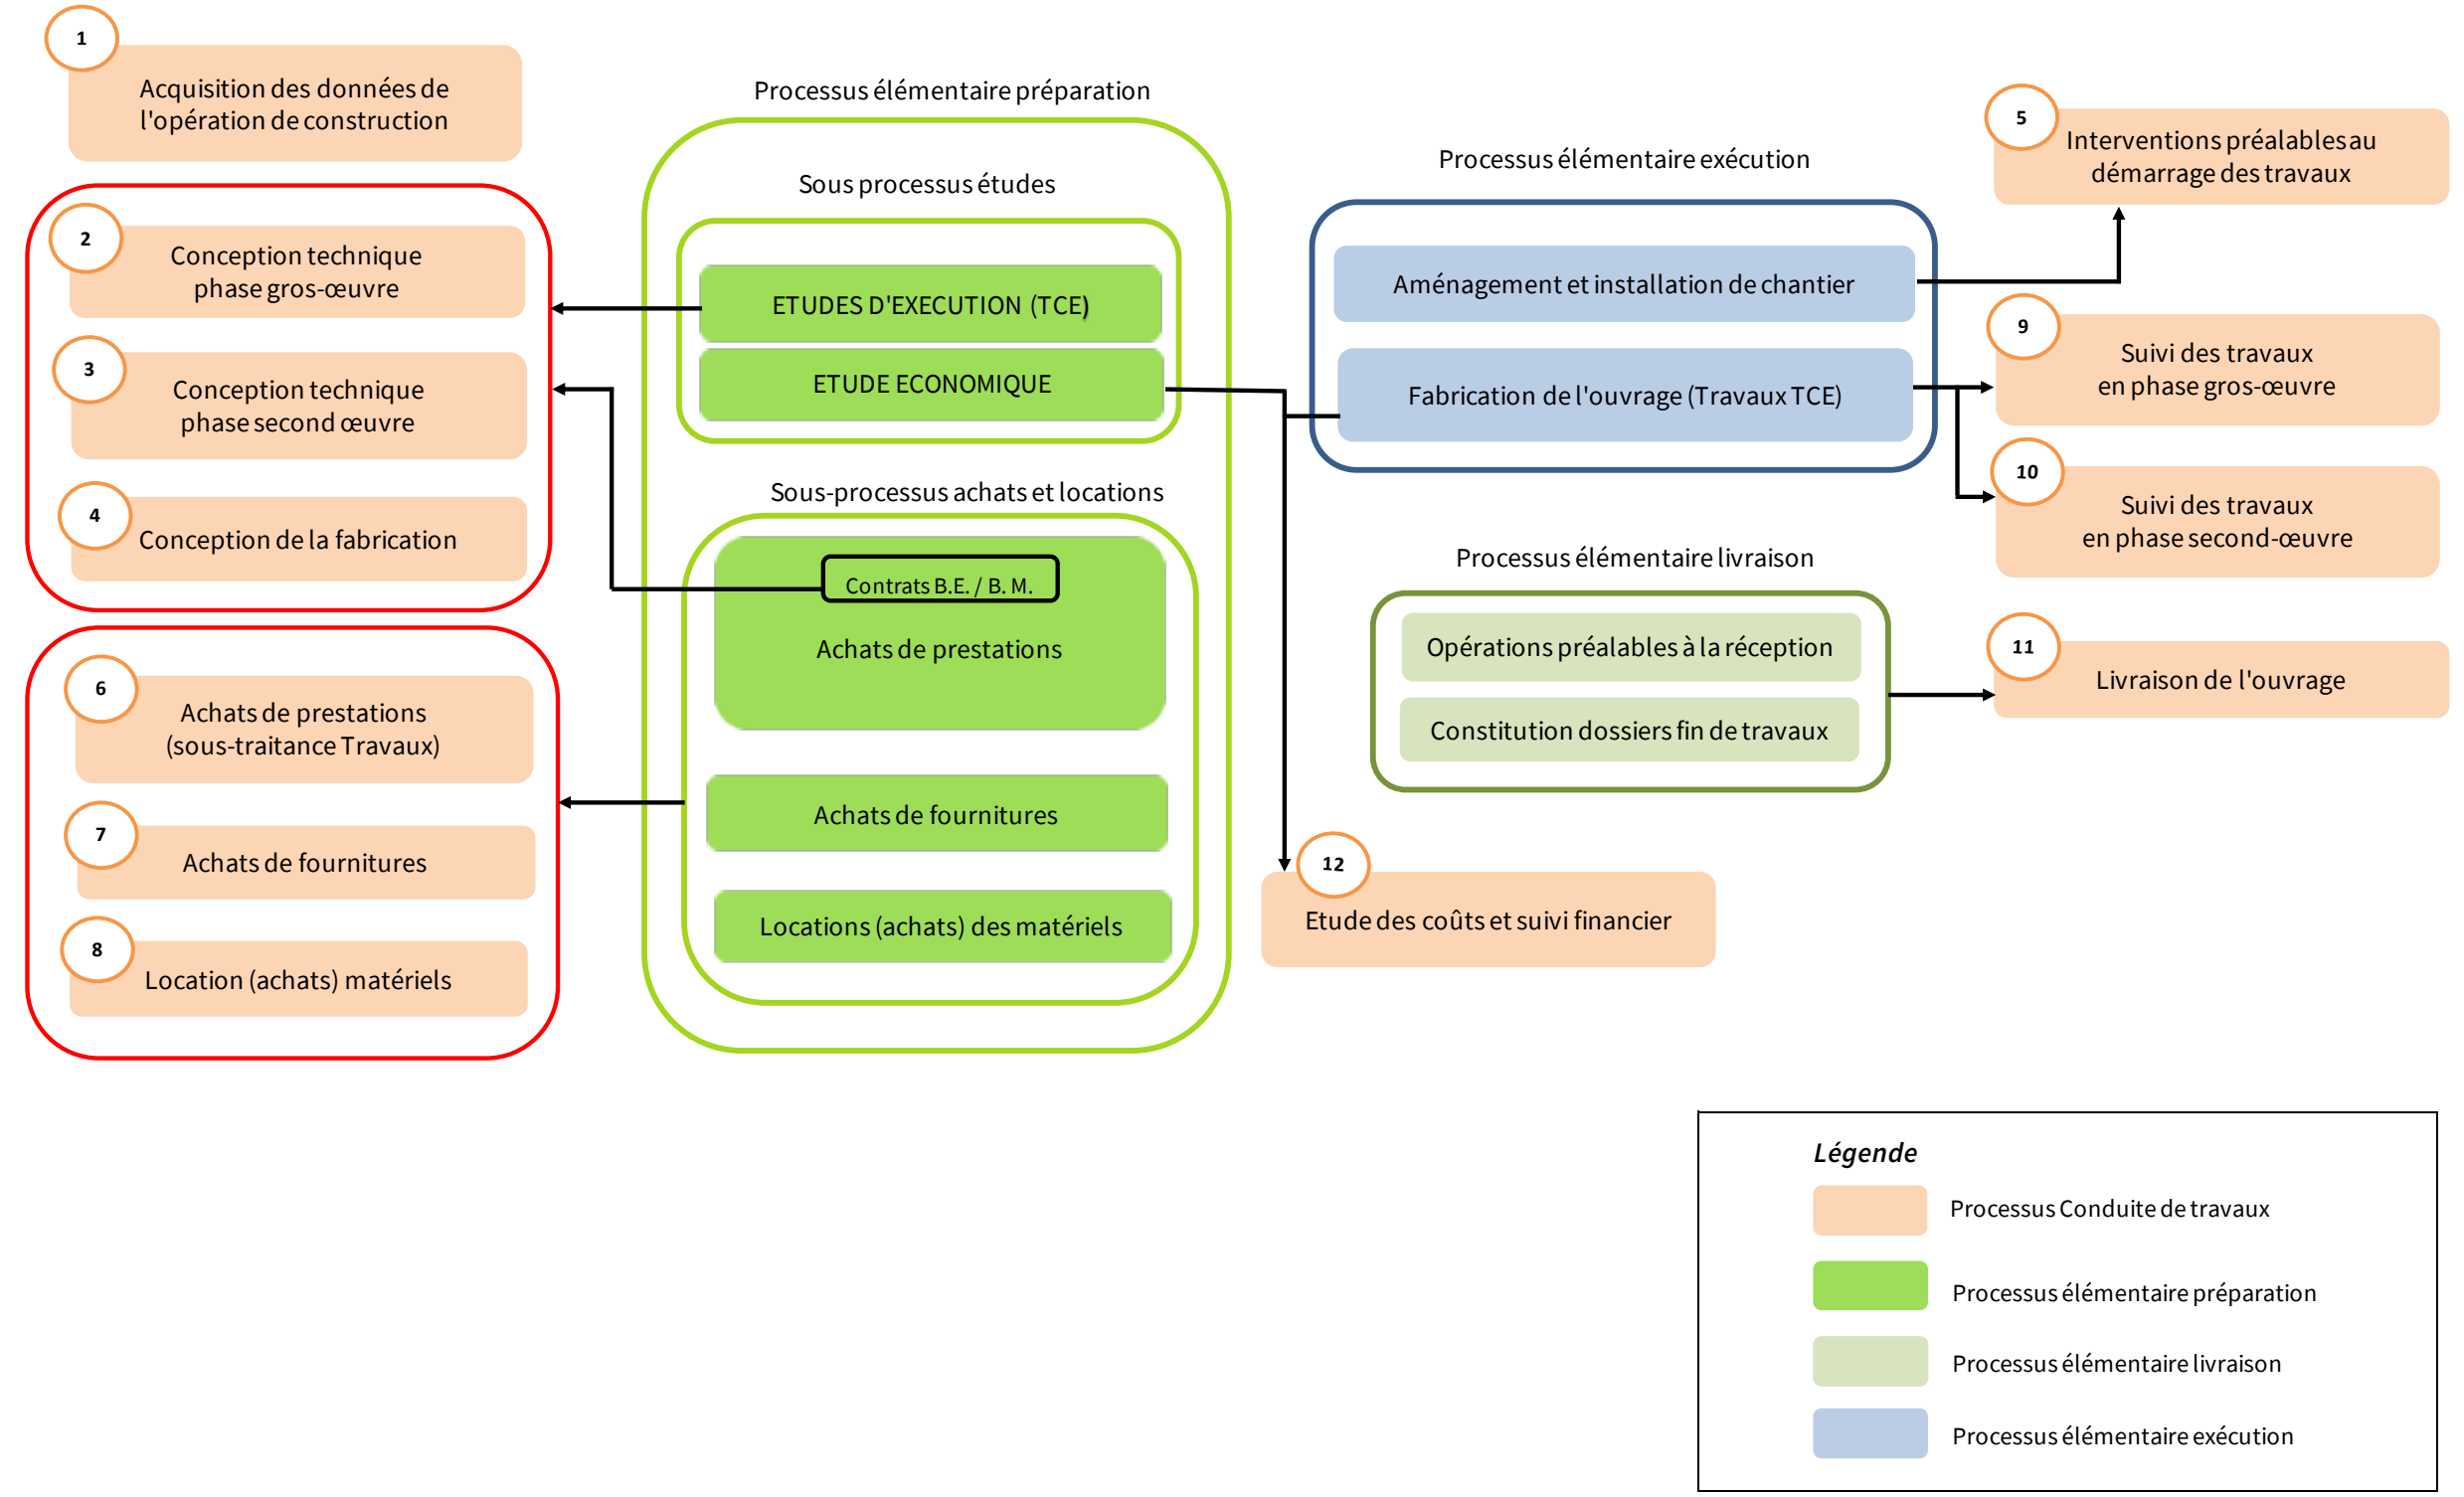 1
Acquisition des données de
l'opération de construction
2
Conception technique
phase gros-œuvre
3
Conception technique
phase second œuvre
4
Conception de la fabrication
6
Achats de prestations
(sous-traitance Travaux)
7
Achats de fournitures
8
Location (achats) matériels
Processus élémentaire préparation
Sous processus études
ETUDES D'EXECUTION (TCE)
ETUDE ECONOMIQUE
Sous-processus achats et locations
Contrats B.E. / B. M.
Achats de prestations
Achats de fournitures
Locations (achats) des matériels
Processus élémentaire exécution
Aménagement et installation de chantier
Fabrication de l'ouvrage (Travaux TCE)
Processus élémentaire livraison
Opérations préalables à la réception
Constitution dossiers fin de travaux
12
Etude des coûts et suivi financier
5
Interventions préalables au
démarrage des travaux
9
Suivi des travaux
en phase gros-œuvre
10
Suivi des travaux
en phase second-œuvre
11
Livraison de l'ouvrage
Légende
Processus Conduite de travaux
Processus élémentaire préparation
Processus élémentaire livraison
Processus élémentaire exécution